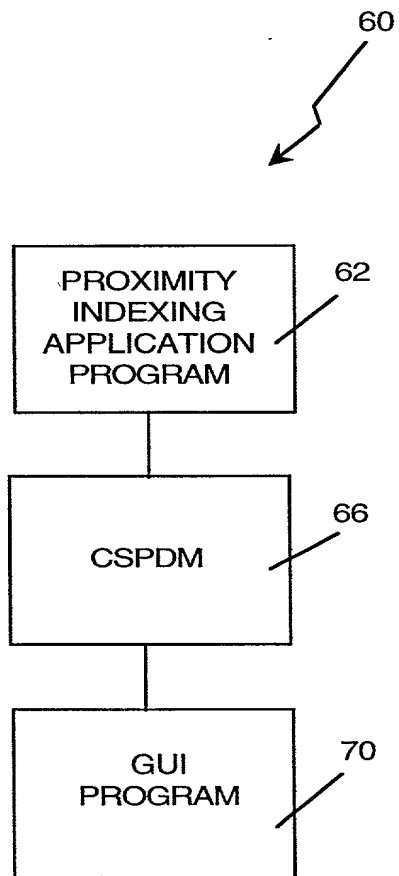 60
PROXIMITY
INDEXING
APPLICATION
PROGRAM
62
CSPDM
66
GUI
PROGRAM
70